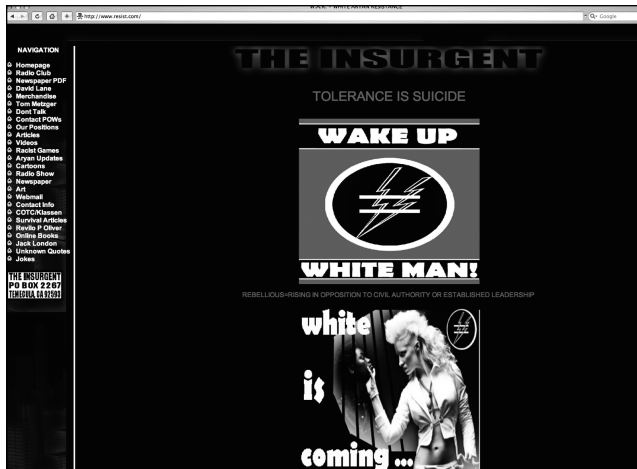 W.A.R. - WHITE ARYAN RESISTANCE
http://www.resist.com/
Google
NAVIGATION
Homepage
Radio Club
Newspaper PDF
David Lane
Merchandise
Tom Metzger
Dont Talk
Contact POWs
Our Positions
Articles
Videos
Racist Games
Aryan Updates
Cartoons
Radio Show
Newspaper
Art
Webmail
Contact Info
COTC/Klassen
Survival Articles
Revilo P Oliver
Online Books
Jack London
Unknown Quotes
Jokes
THE INSURGENT
PO BOX 2267
TEMECULA, CA 92593
THE INSURGENT
TOLERANCE IS SUICIDE
WAKE UP
WHITE MAN!
REBELLIOUS=RISING IN OPPOSITION TO CIVIL AUTHORITY OR ESTABLISHED LEADERSHIP
white
is
coming ...